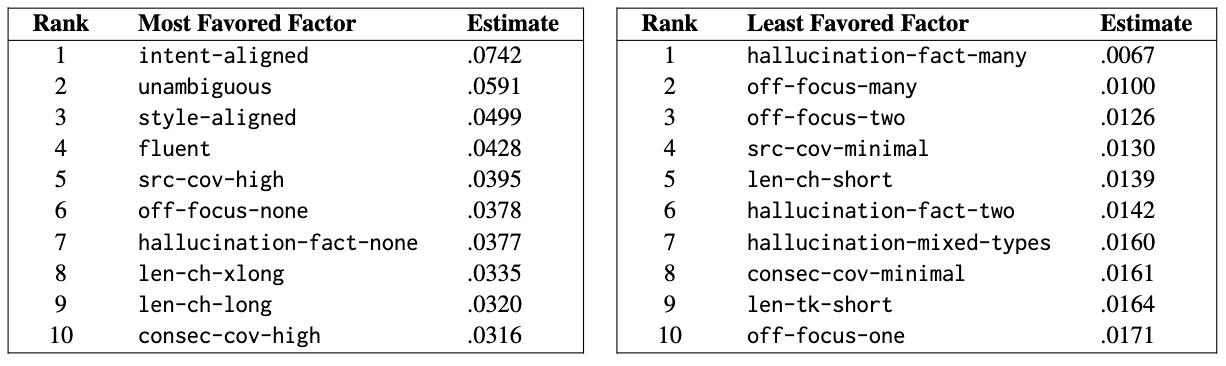 Rank Most Favored Factor Estimate
1 intent-aligned .0742
2 unambiguous .0591
3 style-aligned .0499
4 fluent .0428
5 src-cov-high .0395
6 off-focus-none .0378
7 hallucination-fact-none .0377
8 len-ch-xlong .0335
9 len-ch-long .0320
10 consec-cov-high .0316
Rank Least Favored Factor Estimate
1 hallucination-fact-many .0067
2 off-focus-many .0100
3 off-focus-two .0126
4 src-cov-minimal .0130
5 len-ch-short .0139
6 hallucination-fact-two .0142
7 hallucination-mixed-types .0160
8 consec-cov-minimal .0161
9 len-tk-short .0164
10 off-focus-one .0171